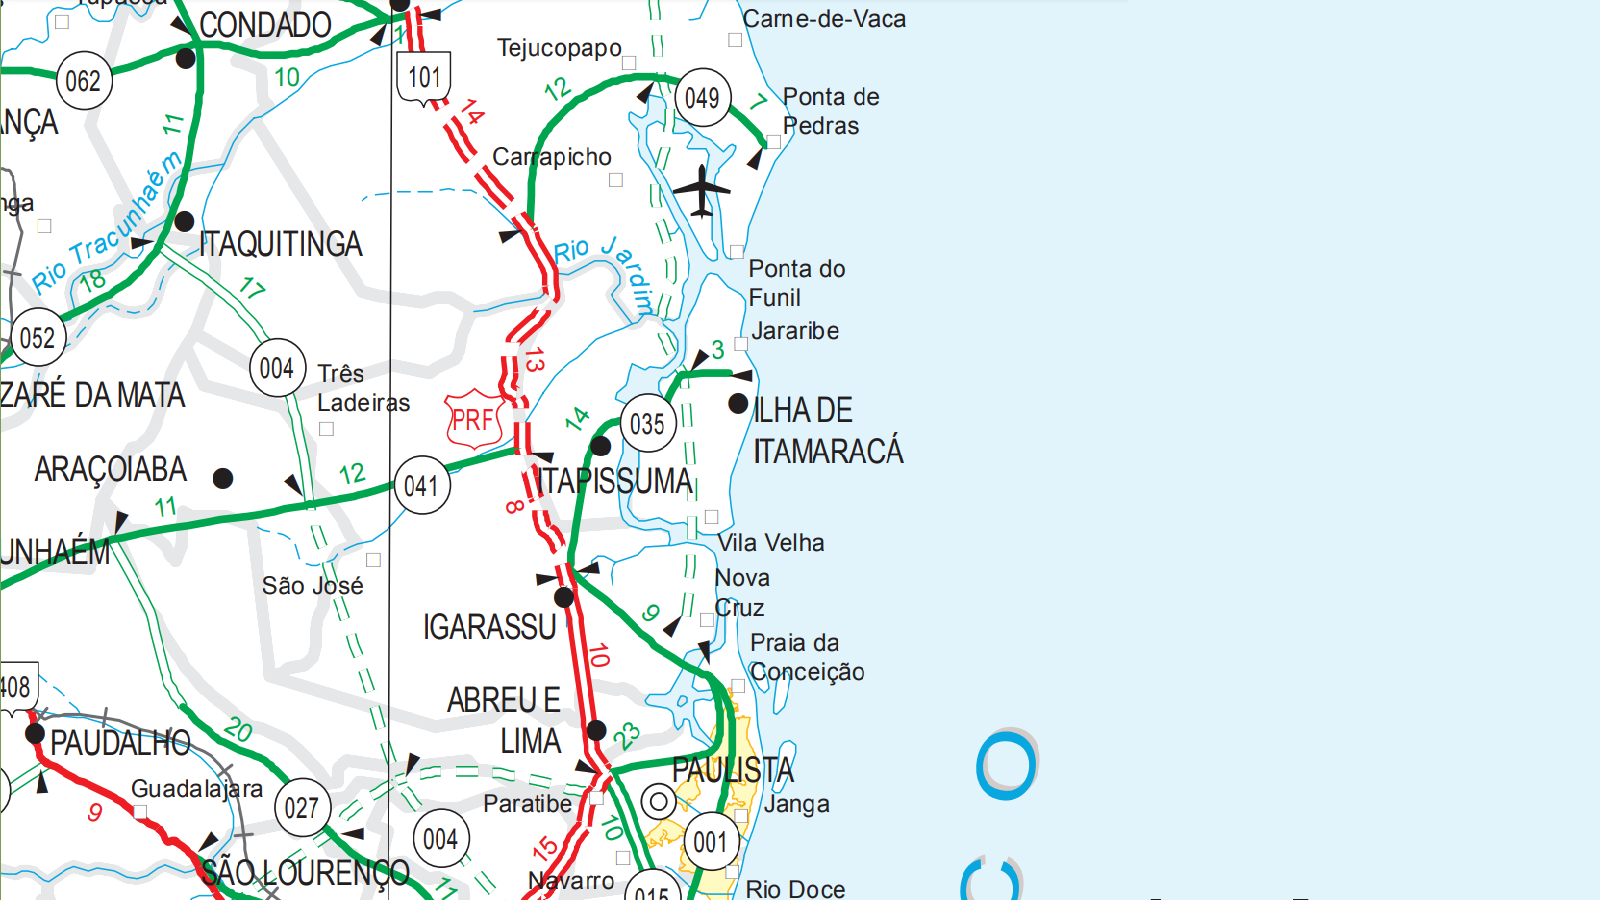 Carne-de-Vaca
CONDADO
1
Tejucopapo
062
10
101
12
049
7
Ponta de
Pedras
14
11
Carrapicho
Rio Tracunhaém
ITAQUITINGA
Rio Jardim
18
17
Ponta do
Funil
052
Jararibe
004
13
3
Três
Ladeiras
ZARÉ DA MATA
PRF
14
035
ILHA DE
ITAMARACÁ
ARAÇOIABA
12
041
ITAPISSUMA
11
8
UNHAÉM
Vila Velha
São José
Nova
Cruz
9
IGARASSU
10
Praia da
Conceição
408
ABREU E
LIMA
20
23
PAUDALHO
PAULISTA
O
Guadalajara
027
Paratibe
Janga
9
004
10
001
15
SÃO LOURENÇO
11
Navarro
015
Rio Doce